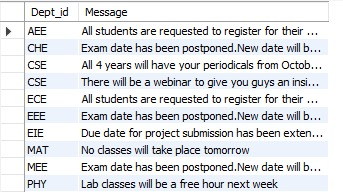 Dept_id Message
AEE All students are requested to register for their ...
CHE Exam date has been postponed.New date will b...
CSE All 4 years will have your periodicals from Octob...
CSE There will be a webinar to give you guys an insi...
ECE All students are requested to register for their ...
EEE Exam date has been postponed.New date will b...
EIE Due date for project submission has been exten...
MAT No classes will take place tomorrow
MEE Exam date has been postponed.New date will b...
PHY Lab classes will be a free hour next week